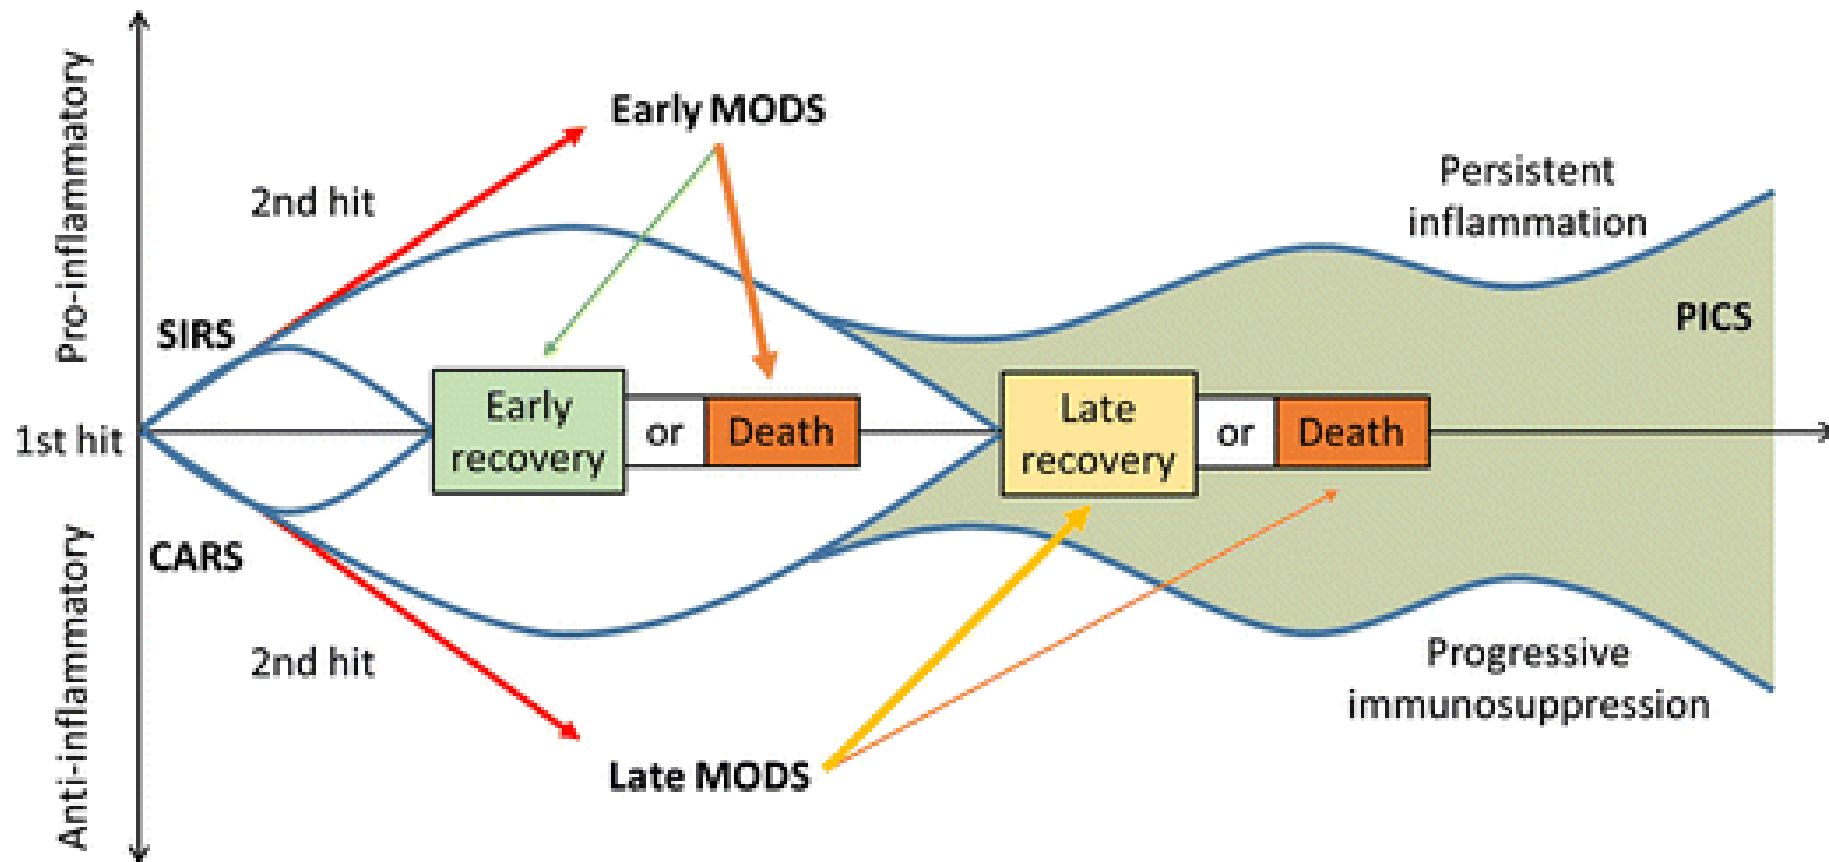 Pro-inflammatory
Anti-inflammatory
1st hit
SIRS
CARS
2nd hit
2nd hit
Early MODS
Late MODS
Early
recovery
or
Death
Late
recovery
or
Death
Persistent
inflammation
PICS
Progressive
immunosuppression